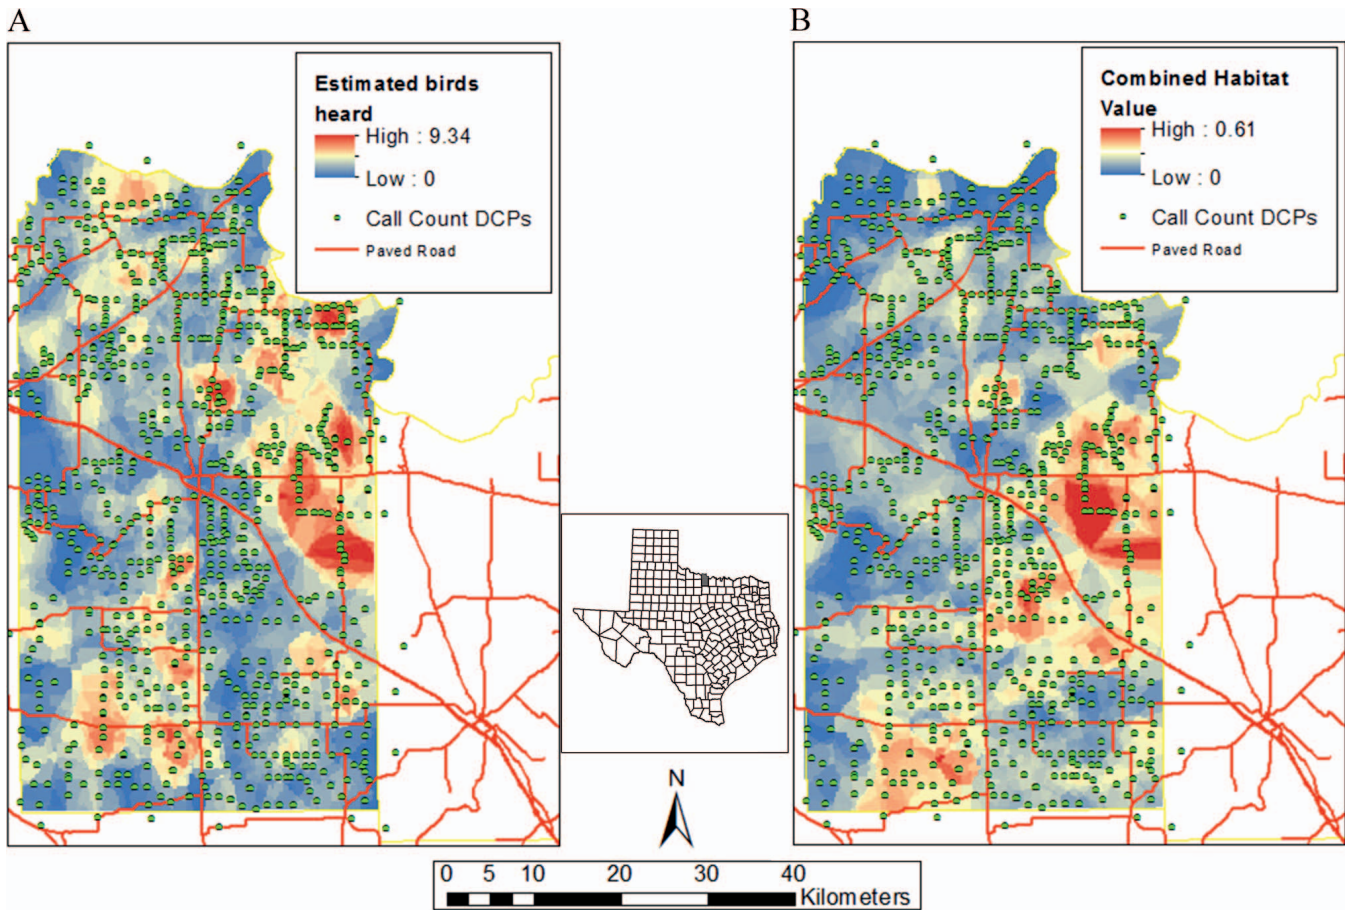 A
Estimated birds
heard
High : 9.34
Low : 0
Call Count DCPs
Paved Road
B
Combined Habitat
Value
High : 0.61
Low : 0
Call Count DCPs
Paved Road
N
0 5 10 20 30 40
Kilometers